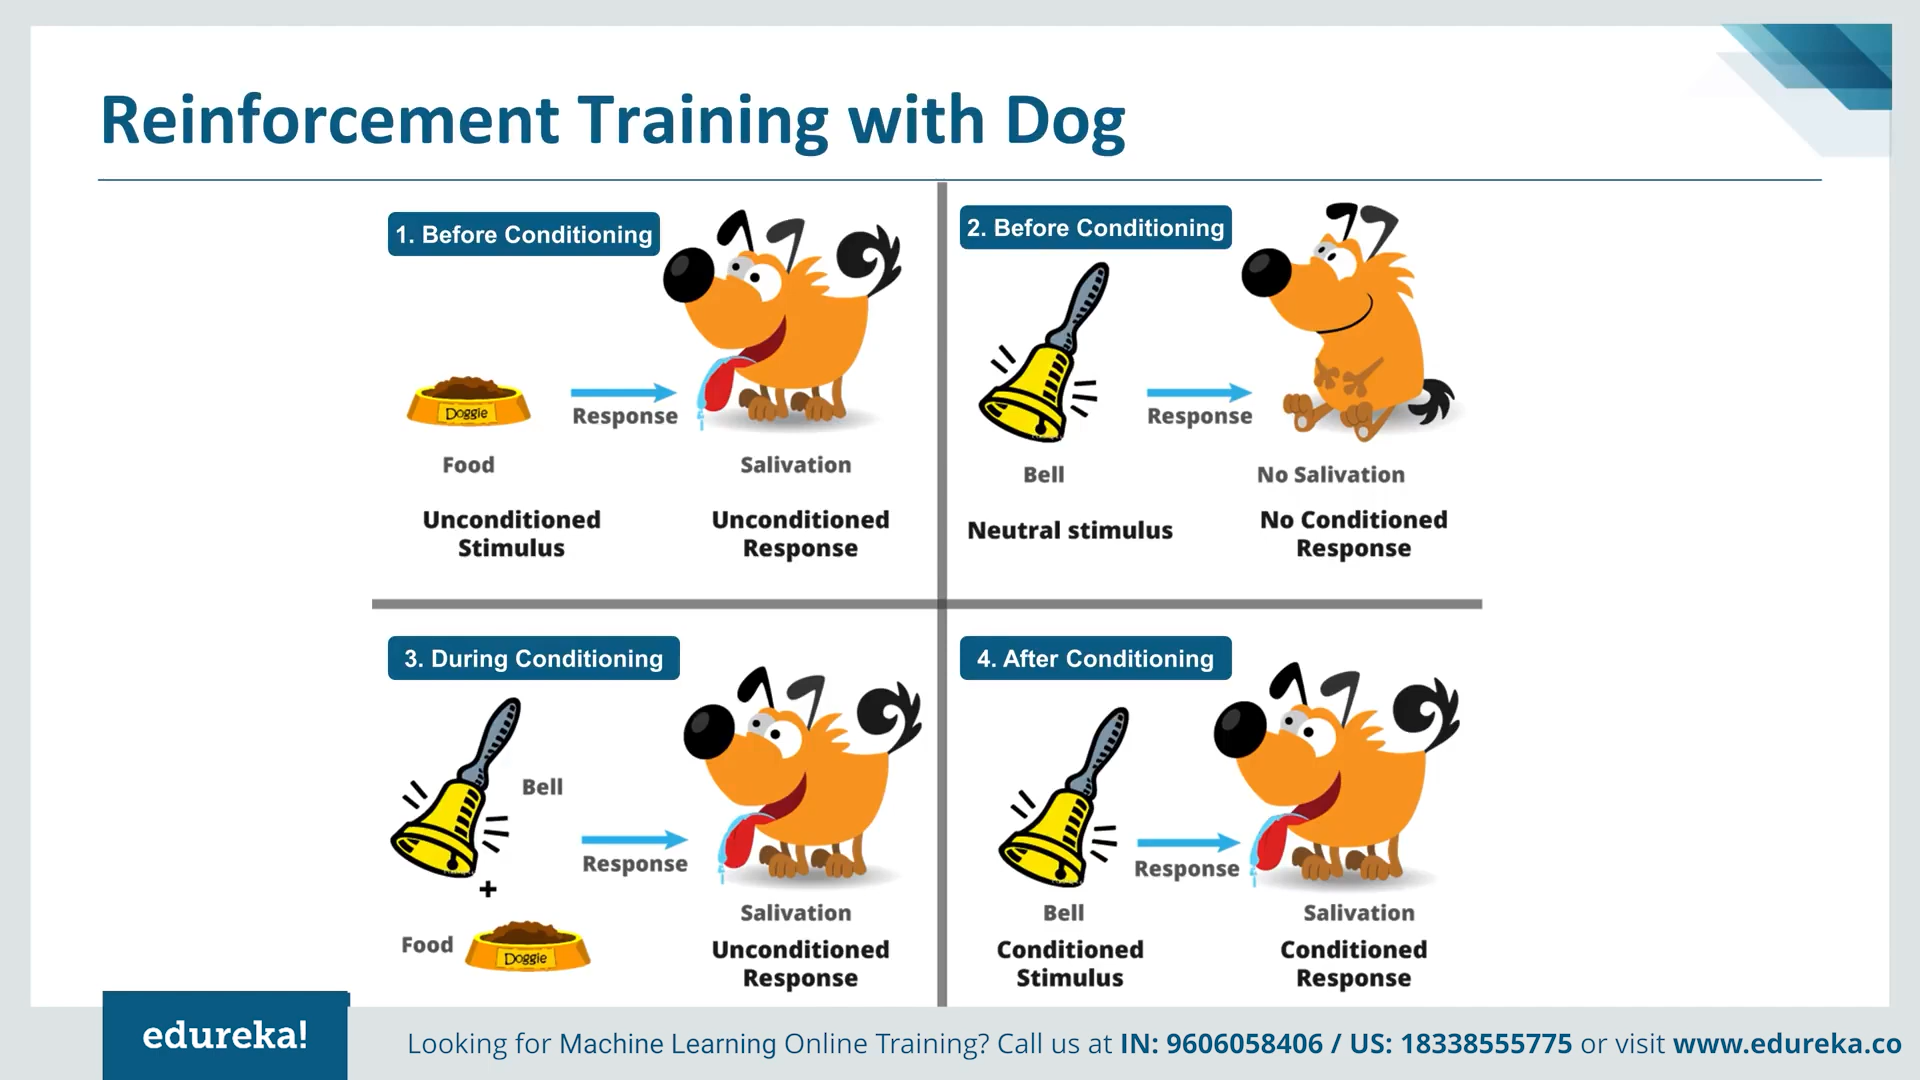 Reinforcement Training with Dog
1. Before Conditioning
Doggie
Response
Food
Salivation
Unconditioned
Stimulus
Unconditioned
Response
2. Before Conditioning
Response
Bell
No Salivation
Neutral stimulus
No Conditioned
Response
3. During Conditioning
Bell
Response
+
Food
Doggie
Salivation
Unconditioned
Response
4. After Conditioning
Response
Bell
Salivation
Conditioned
Stimulus
Conditioned
Response
edureka!
Looking for Machine Learning Online Training? Call us at IN: 9606058406 / US: 18338555775 or visit www.edureka.co